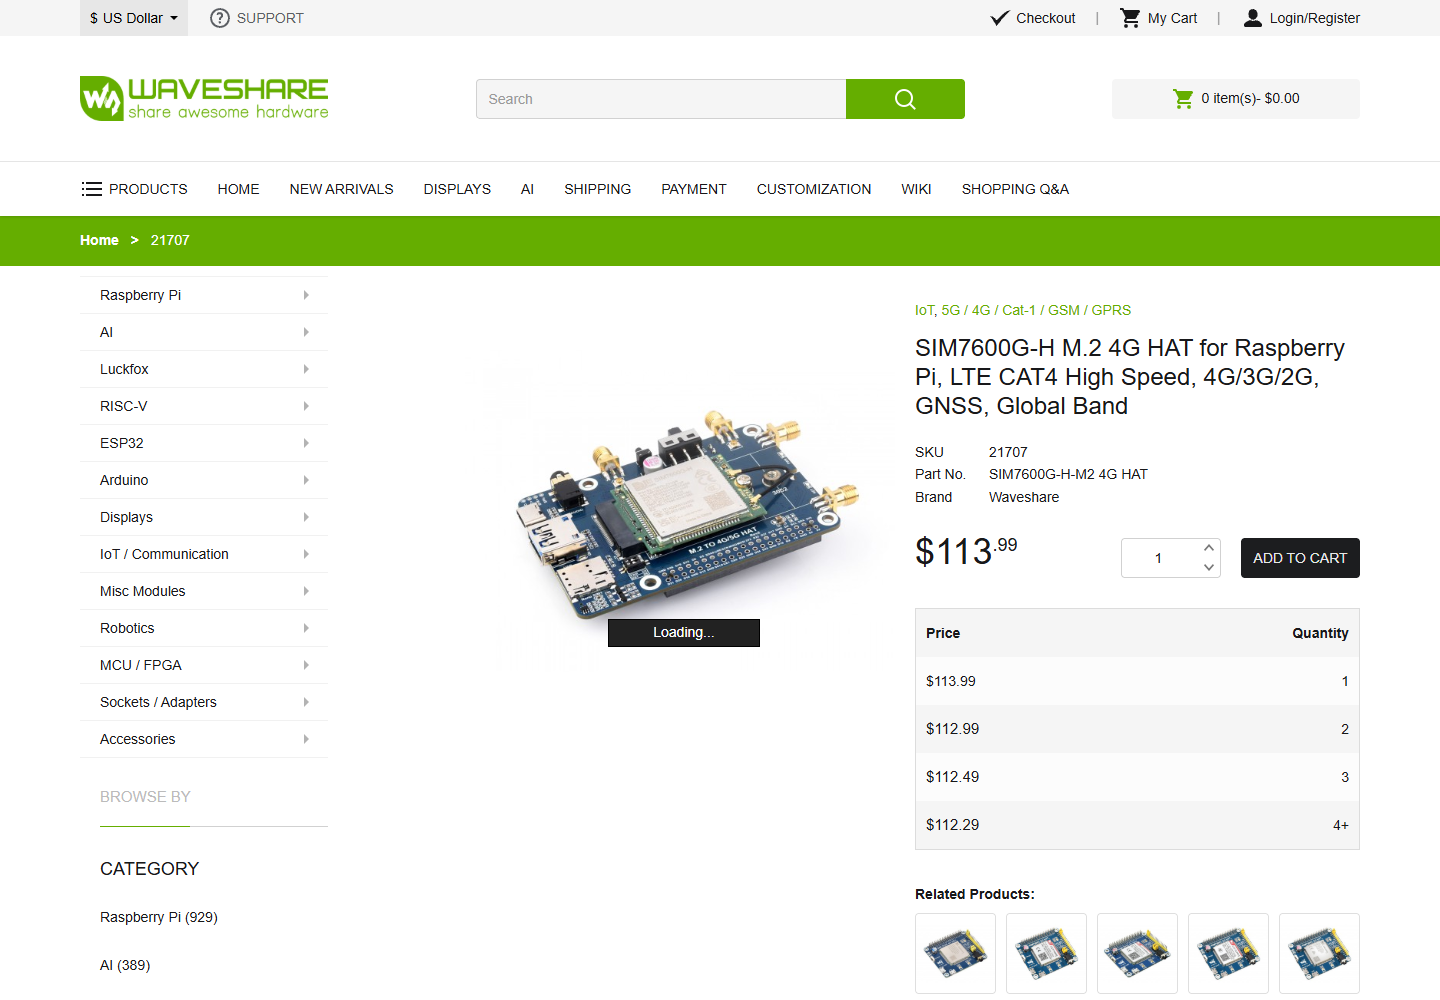 $ US Dollar
SUPPORT
Checkout
|
My Cart
|
Login/Register
WAVESHARE
share awesome hardware
Search
0 item(s)- $0.00
PRODUCTS
HOME
NEW ARRIVALS
DISPLAYS
AI
SHIPPING
PAYMENT
CUSTOMIZATION
WIKI
SHOPPING Q&A
Home > 21707
Raspberry Pi
AI
Luckfox
RISC-V
ESP32
Arduino
Displays
IoT / Communication
Misc Modules
Robotics
MCU / FPGA
Sockets / Adapters
Accessories
BROWSE BY
CATEGORY
Raspberry Pi (929)
AI (389)
M.2 TO 4G/5G HAT
Loading...
IoT, 5G / 4G / Cat-1 / GSM / GPRS
SIM7600G-H M.2 4G HAT for Raspberry
Pi, LTE CAT4 High Speed, 4G/3G/2G,
GNSS, Global Band
SKU 21707
Part No. SIM7600G-H-M2 4G HAT
Brand Waveshare
$113.99
1
ADD TO CART
Price Quantity
$113.99 1
$112.99 2
$112.49 3
$112.29 4+
Related Products: